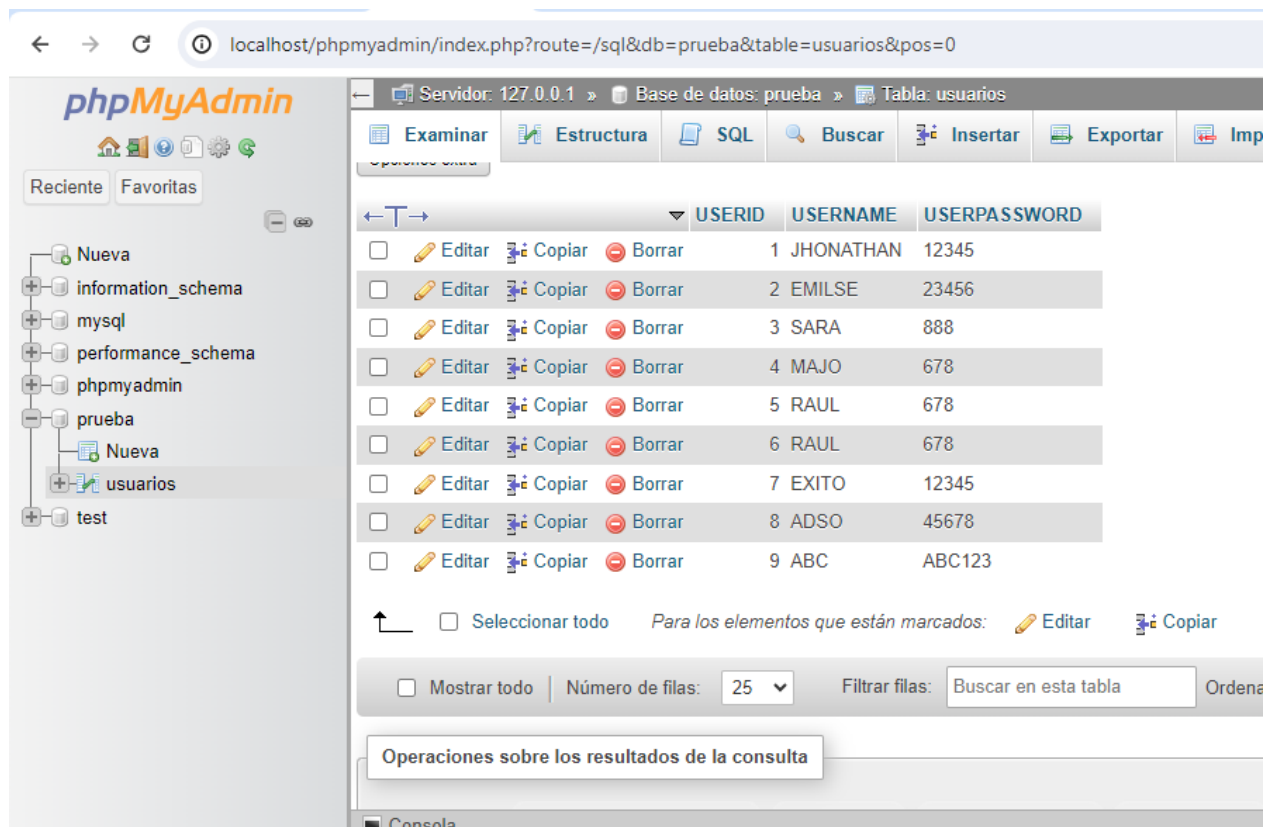 localhost/phpmyadmin/index.php?route=/sql&db=prueba&table=usuarios&pos=0
phpMyAdmin
Reciente Favoritas
Nueva
information_schema
mysql
performance_schema
phpmyadmin
prueba
Nueva
usuarios
test
Servidor: 127.0.0.1 » Base de datos: prueba » Tabla: usuarios
Examinar Estructura SQL Buscar Insertar Exportar Imp
Opciones extra
USERID USERNAME USERPASSWORD
Editar Copiar Borrar 1 JHONATHAN 12345
Editar Copiar Borrar 2 EMILSE 23456
Editar Copiar Borrar 3 SARA 888
Editar Copiar Borrar 4 MAJO 678
Editar Copiar Borrar 5 RAUL 678
Editar Copiar Borrar 6 RAUL 678
Editar Copiar Borrar 7 EXITO 12345
Editar Copiar Borrar 8 ADSO 45678
Editar Copiar Borrar 9 ABC ABC123
Seleccionar todo Para los elementos que están marcados: Editar Copiar
Mostrar todo Número de filas: 25 Filtrar filas: Buscar en esta tabla Ordena
Operaciones sobre los resultados de la consulta
Consola